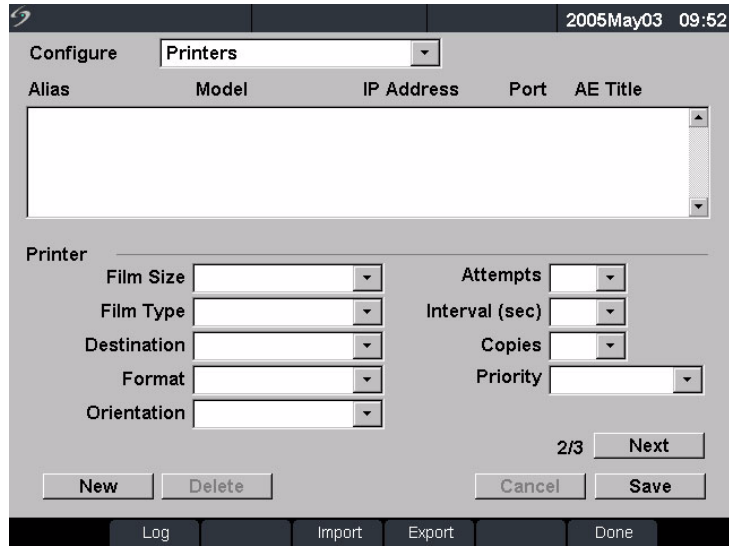 2005May03 09:52
Configure Printers
Alias Model IP Address Port AE Title
Printer
Film Size Attempts
Film Type Interval (sec)
Destination Copies
Format Priority
Orientation
2/3 Next
New Delete Cancel Save
Log Import Export Done